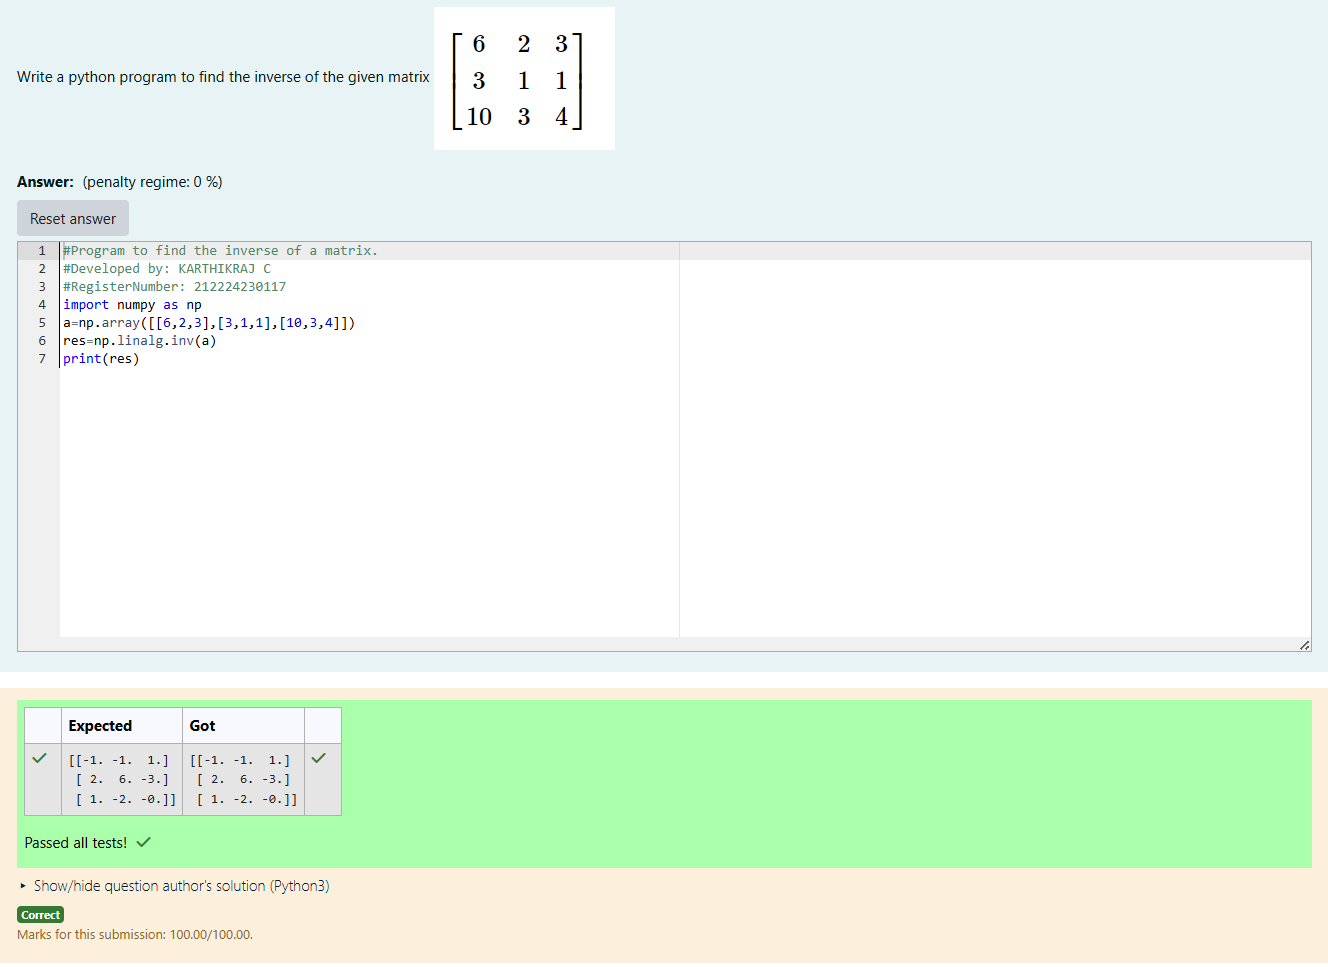 Write a python program to find the inverse of the given matrix
6 2 3
3 1 1
10 3 4
Answer: (penalty regime: 0 %)
Reset answer
1 #Program to find the inverse of a matrix.
2 #Developed by: KARTHIKRAJ C
3 #RegisterNumber: 212224230117
4 import numpy as np
5 a=np.array([[6,2,3],[3,1,1],[10,3,4]])
6 res=np.linalg.inv(a)
7 print(res)
Expected Got
[[-1. -1.  1.] [[-1. -1.  1.]
[ 2.  6. -3.] [ 2.  6. -3.]
[ 1. -2. -0.]] [ 1. -2. -0.]]
Passed all tests!
Show/hide question author's solution (Python3)
Correct
Marks for this submission: 100.00/100.00.